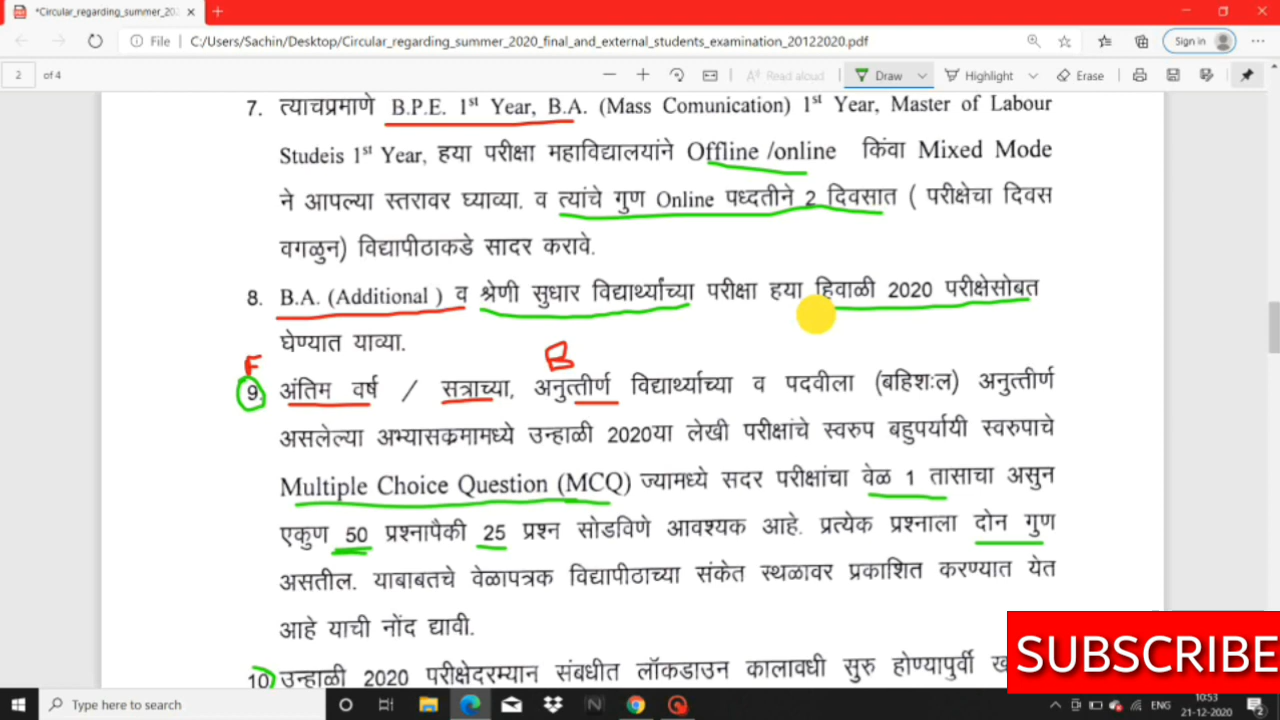 *Circular_regarding_summer_20
File C:/Users/Sachin/Desktop/Circular_regarding_summer_2020_final_and_external_students_examination_20122020.pdf
Sign in
2 of 4
Read aloud Draw Highlight Erase
7. त्याचप्रमाणे B.P.E. 1st Year, B.A. (Mass Comunication) 1st Year, Master of Labour
Studeis 1st Year, हया परीक्षा महाविद्यालयांने Offline /online किंवा Mixed Mode
ने आपल्या स्तरावर घ्याव्या. व त्यांचे गुण Online पध्दतीने 2 दिवसात ( परीक्षेचा दिवस
वगळुन) विद्यापीठाकडे सादर करावे.
8. B.A. (Additional ) व श्रेणी सुधार विद्यार्थ्यांच्या परीक्षा हया हिवाळी 2020 परीक्षेसोबत
घेण्यात याव्या.
F B
9. अंतिम वर्ष / सत्राच्या, अनुत्तीर्ण विद्यार्थ्याच्या व पदवीला (बहिशःल) अनुत्तीर्ण
असलेल्या अभ्यासक्रमामध्ये उन्हाळी 2020या लेखी परीक्षांचे स्वरुप बहुपर्यायी स्वरुपाचे
Multiple Choice Question (MCQ) ज्यामध्ये सदर परीक्षांचा वेळ 1 तासाचा असुन
एकुण 50 प्रश्नापैकी 25 प्रश्न सोडविणे आवश्यक आहे. प्रत्येक प्रश्नाला दोन गुण
असतील. याबाबतचे वेळापत्रक विद्यापीठाच्या संकेत स्थळावर प्रकाशित करण्यात येत
आहे याची नोंद द्यावी.
10 उन्हाळी 2020 परीक्षेदरम्यान संबधीत लॉकडाउन कालावधी सुरु होण्यापुर्वी
SUBSCRIBE
Type here to search
ENG
10:53
21-12-2020
2